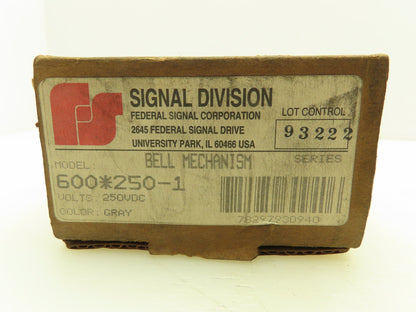 SIGNAL DIVISION
FEDERAL SIGNAL CORPORATION
2645 FEDERAL SIGNAL DRIVE
UNIVERSITY PARK, IL 60466 USA
LOT CONTROL
93222
BELL MECHANISM
MODEL:
SERIES
600*250-1
VOLTS: 250VDC
COLOR: GRAY
78297930940